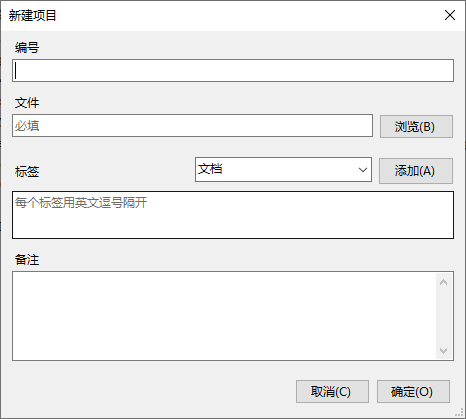 新建项目
编号
文件
必填
浏览(B)
标签
文档
添加(A)
每个标签用英文逗号隔开
备注
取消(C)
确定(O)